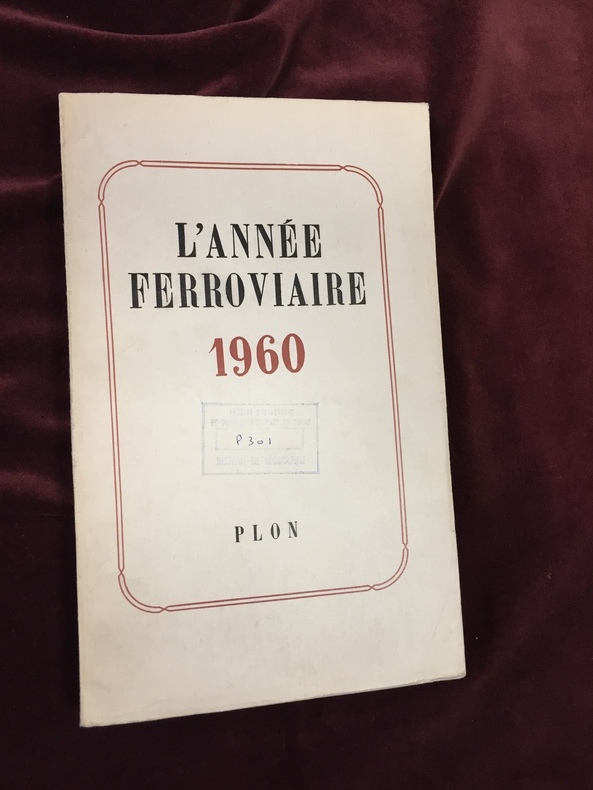 L'ANNÉE
FERROVIAIRE
1960
P301
PLON